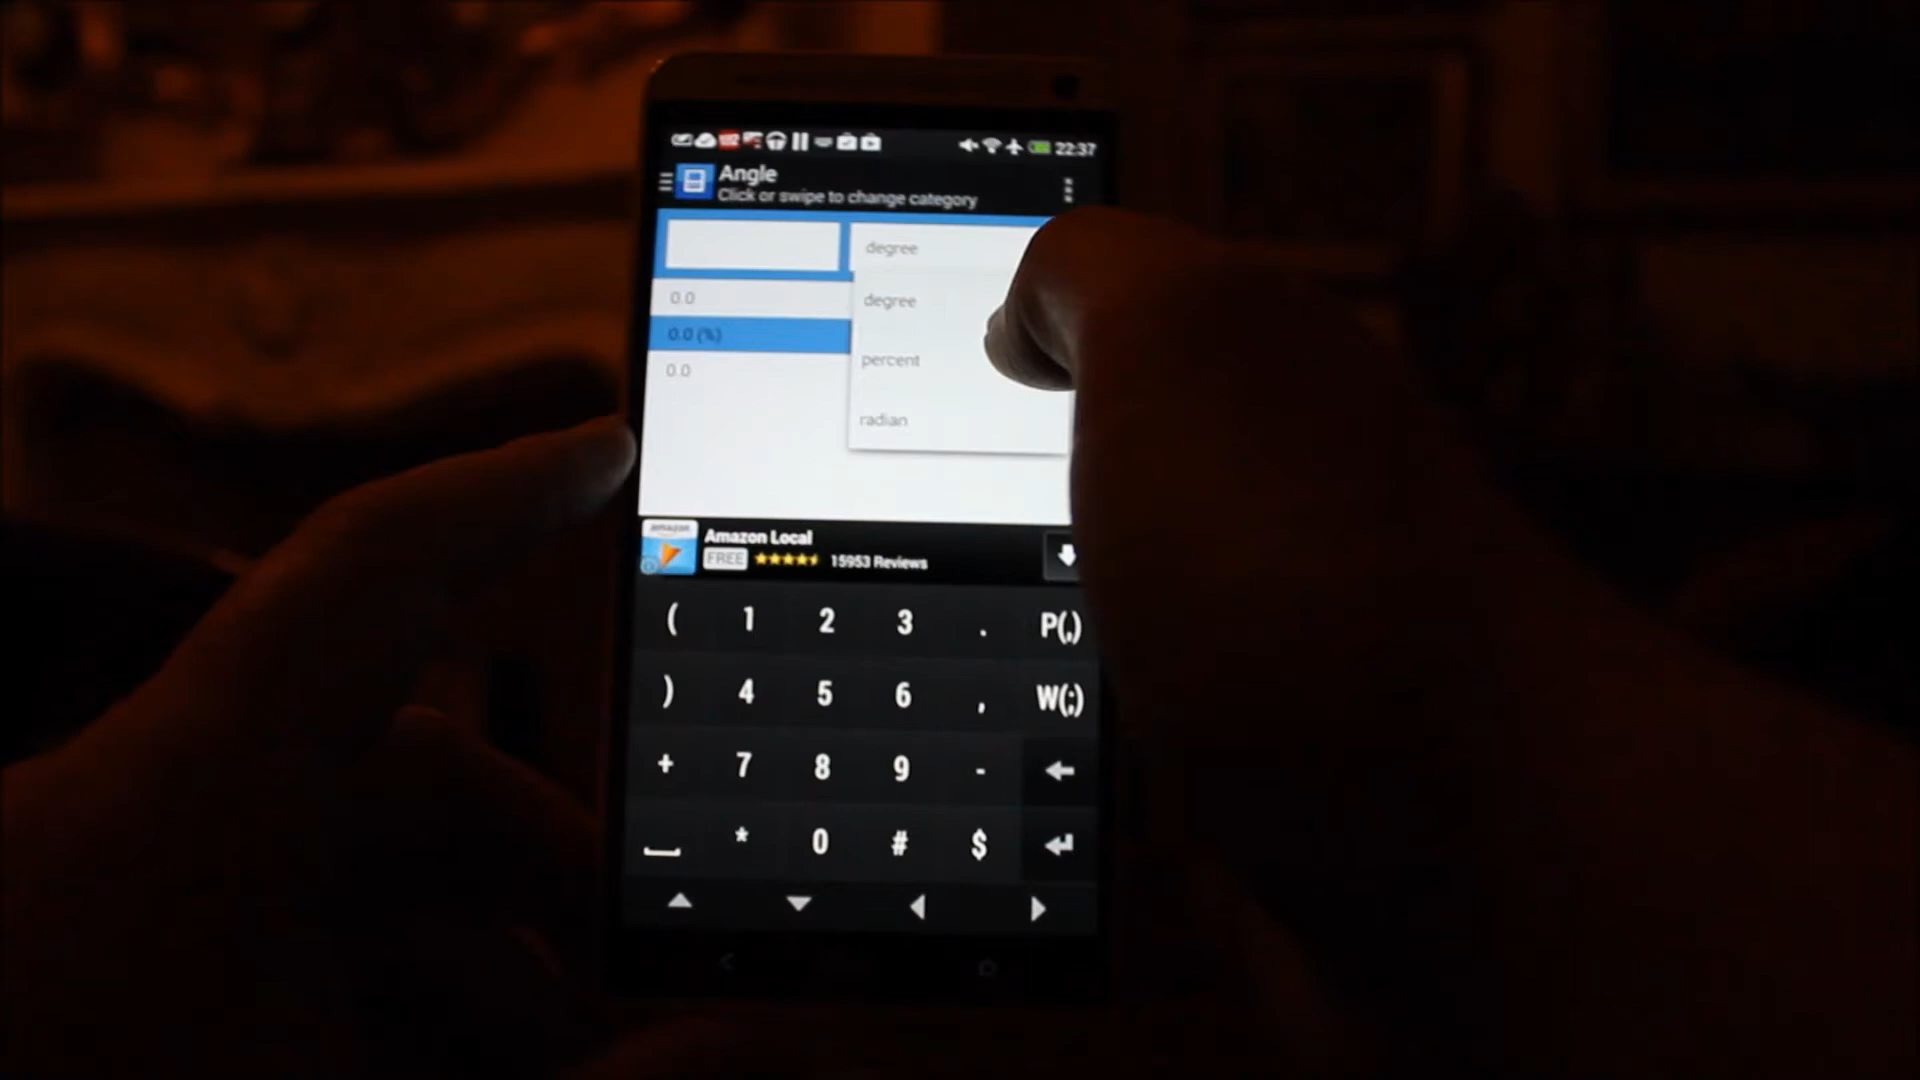 22:37
Angle
Click or swipe to change category
degree
0.0
degree
0.0 (%)
percent
0.0
radian
amazon
Amazon Local
FREE
15953 Reviews
( 1 2 3 . P(,)
) 4 5 6 , W(;)
+ 7 8 9 -
* 0 # $